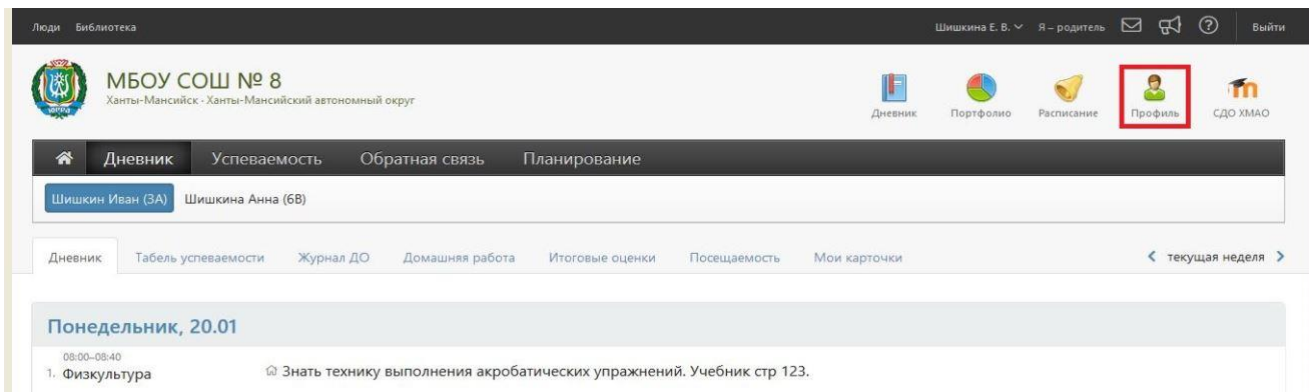 Люди Библиотека Шишкина Е. В. Я – родитель Выйти
МБОУ СОШ № 8
Ханты-Мансийск - Ханты-Мансийский автономный округ
Дневник Портфолио Расписание Профиль СДО ХМАО
Дневник Успеваемость Обратная связь Планирование
Шишкин Иван (3А) Шишкина Анна (6В)
Дневник Табель успеваемости Журнал ДО Домашняя работа Итоговые оценки Посещаемость Мои карточки текущая неделя
Понедельник, 20.01
08:00–08:40
1. Физкультура Знать технику выполнения акробатических упражнений. Учебник стр 123.